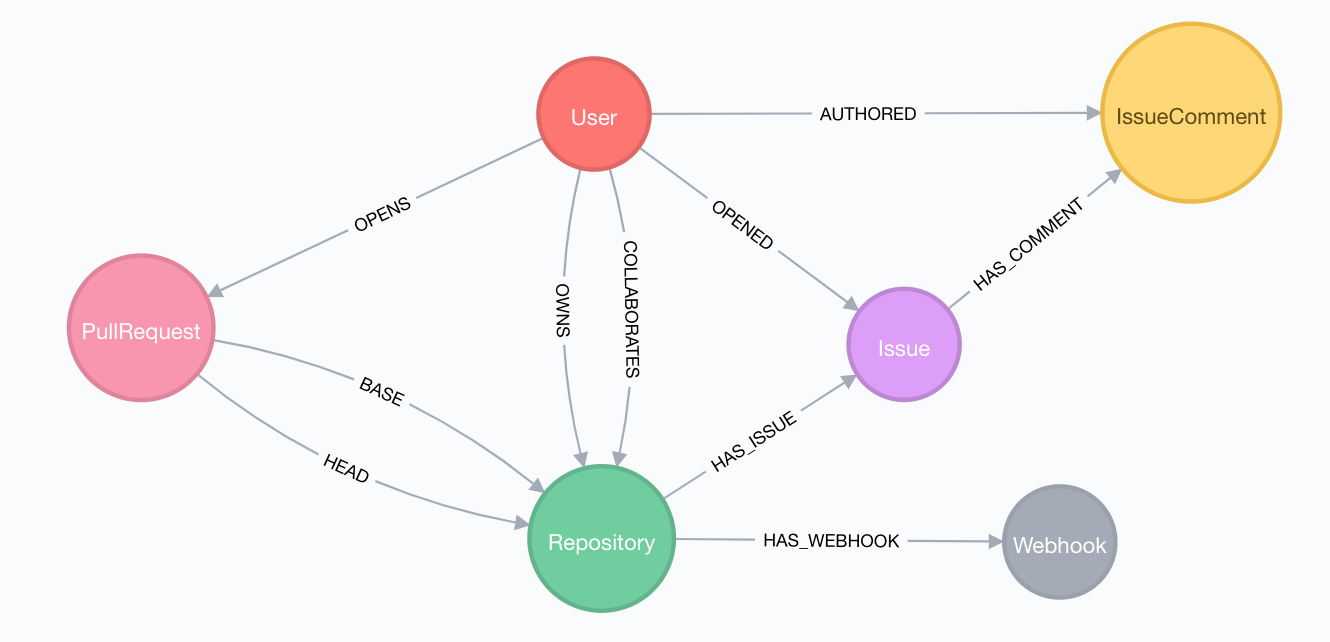 User
AUTHORED
IssueComment
OPENS
OPENED
HAS_COMMENT
OWNS
COLLABORATES
PullRequest
Issue
BASE
HEAD
HAS_ISSUE
Repository
HAS_WEBHOOK
Webhook